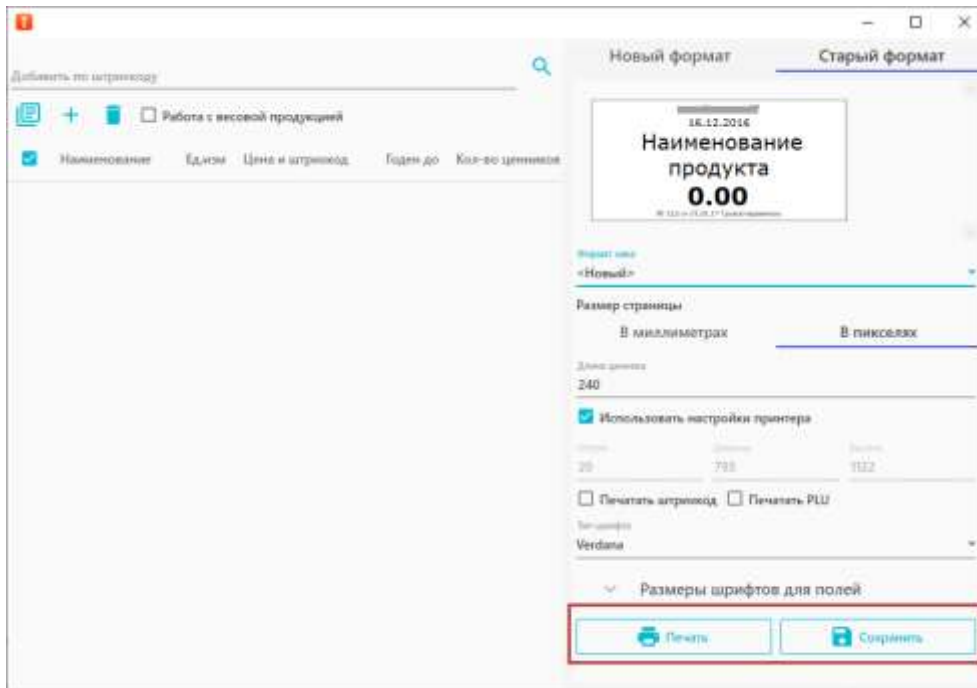 Новый формат
Старый формат
Добавить по штрихкоду
Работа с весовой продукцией
Наименование Ед.изм Цена и штрихкод Годен до Кол-во ценников
16.12.2016
Наименование
продукта
0.00
<Новый>
Размер страницы
В миллиметрах
В пикселях
Длина ценника
240
Использовать настройки принтера
20 793 1122
Печатать штрихкод Печатать PLU
Тип шрифта
Verdana
Размеры шрифтов для полей
Печать
Сохранить